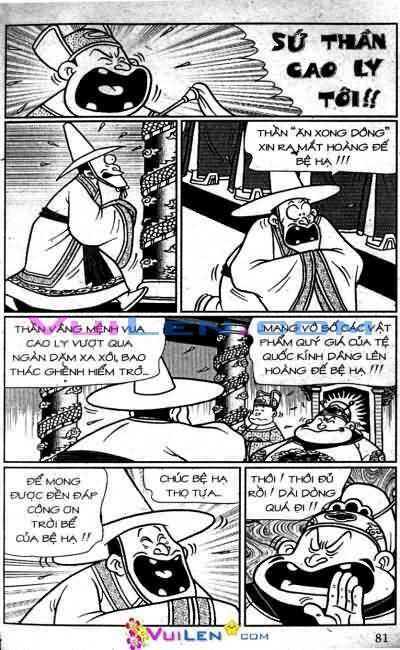 SỨ THẦN
CAO LY
TỚI!!
THẦN "ĂN XONG DÔNG"
XIN RA MẮT HOÀNG ĐẾ
BỆ HẠ !!!
THẦN VÂNG MỆNH VUA
CAO LY VƯỢT QUA
NGÀN DẶM XA XÔI, BAO
THÁC GHỀNH HIỂM TRỞ...
...MANG VÔ SỐ CÁC VẬT
PHẨM QUÝ GIÁ CỦA TỆ
QUỐC KÍNH DÂNG LÊN
HOÀNG ĐẾ BỆ HẠ !!!
VUILEN.COM
ĐỂ MONG
ĐƯỢC ĐỀN ĐÁP
CÔNG ƠN
TRỜI BỂ
CỦA BỆ HẠ !!
CHÚC BỆ HẠ
THỌ TỰA...
THÔI ! THÔI ĐỦ
RỒI ! DÀI DÒNG
QUÁ ĐI !!
81
VUILEN.COM